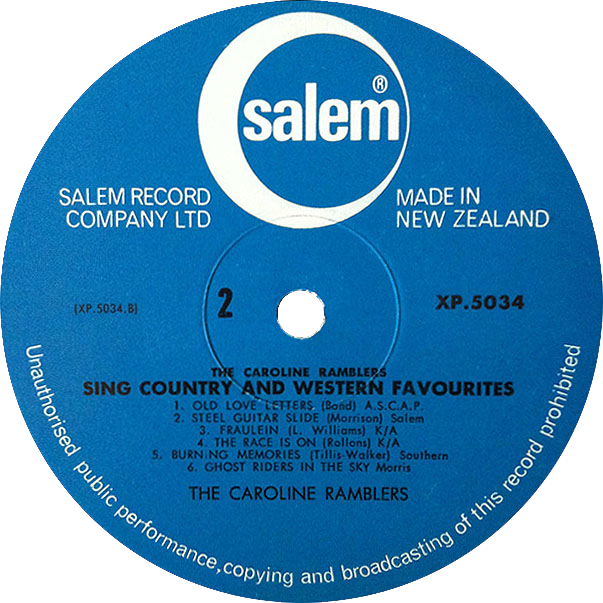 salem®
SALEM RECORD
COMPANY LTD
MADE IN
NEW ZEALAND
(XP.5034.B)
2
XP.5034
THE CAROLINE RAMBLERS
SING COUNTRY AND WESTERN FAVOURITES
1. OLD LOVE LETTERS (Bond) A.S.C.A.P.
2. STEEL GUITAR SLIDE (Morrison) Salem
3. FRAULEIN (L. Williams) K/A
4. THE RACE IS ON (Rollons) K/A
5. BURNING MEMORIES (Tillis-Walker) Southern
6. GHOST RIDERS IN THE SKY Morris
THE CAROLINE RAMBLERS
Unauthorised public performance, copying and broadcasting of this record prohibited